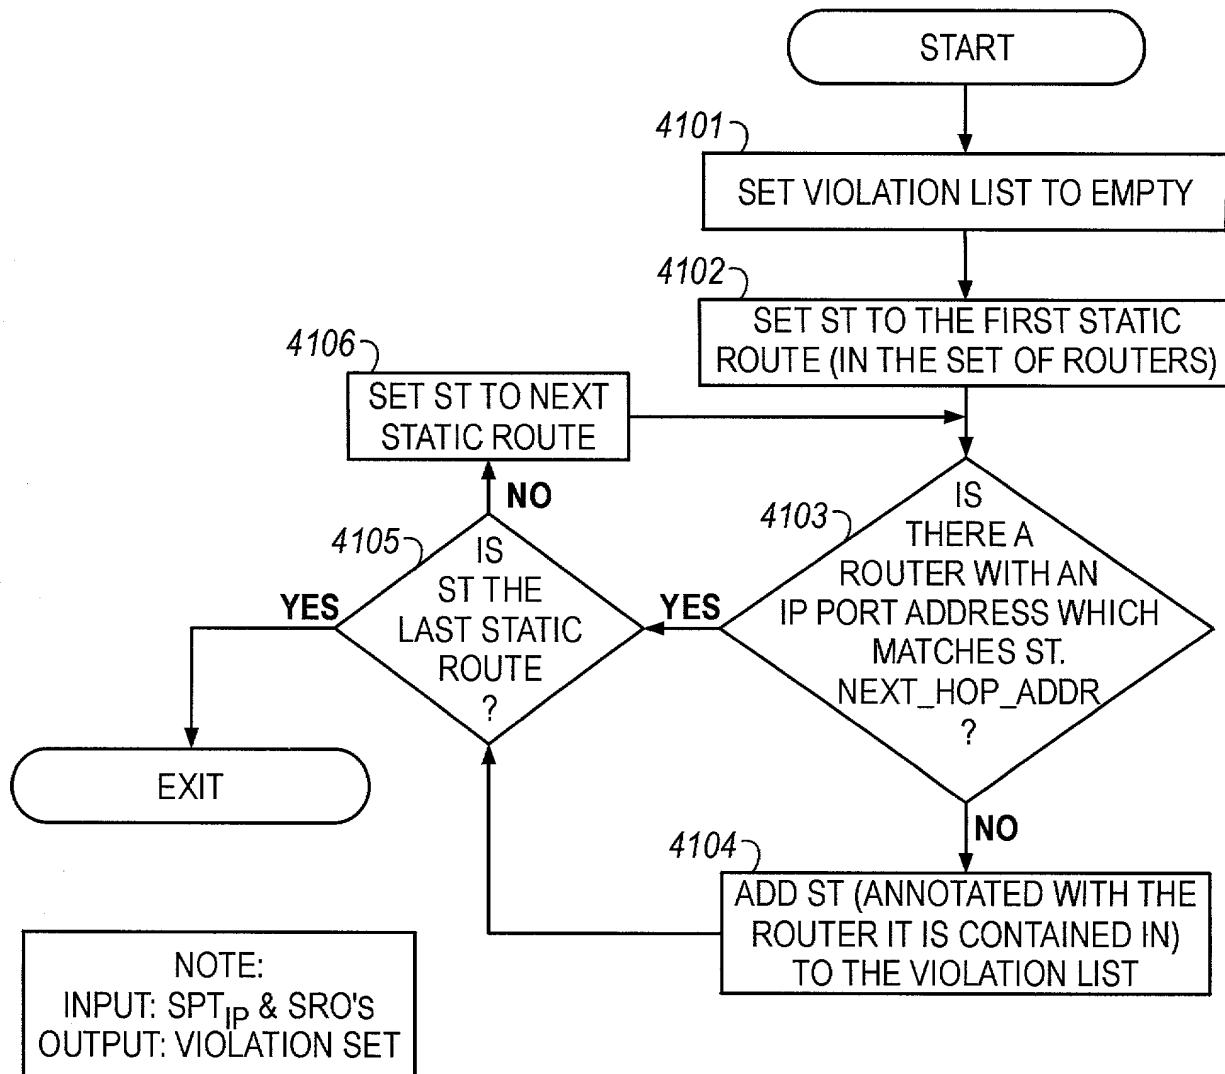 START
4101
SET VIOLATION LIST TO EMPTY
4102
SET ST TO THE FIRST STATIC
ROUTE (IN THE SET OF ROUTERS)
4106
SET ST TO NEXT
STATIC ROUTE
NO
4103
IS
THERE A
ROUTER WITH AN
IP PORT ADDRESS WHICH
MATCHES ST.
NEXT_HOP_ADDR
?
4105
IS
ST THE
LAST STATIC
ROUTE
?
YES
YES
EXIT
NO
4104
ADD ST (ANNOTATED WITH THE
ROUTER IT IS CONTAINED IN)
TO THE VIOLATION LIST
NOTE:
INPUT: SPT_IP & SRO'S
OUTPUT: VIOLATION SET